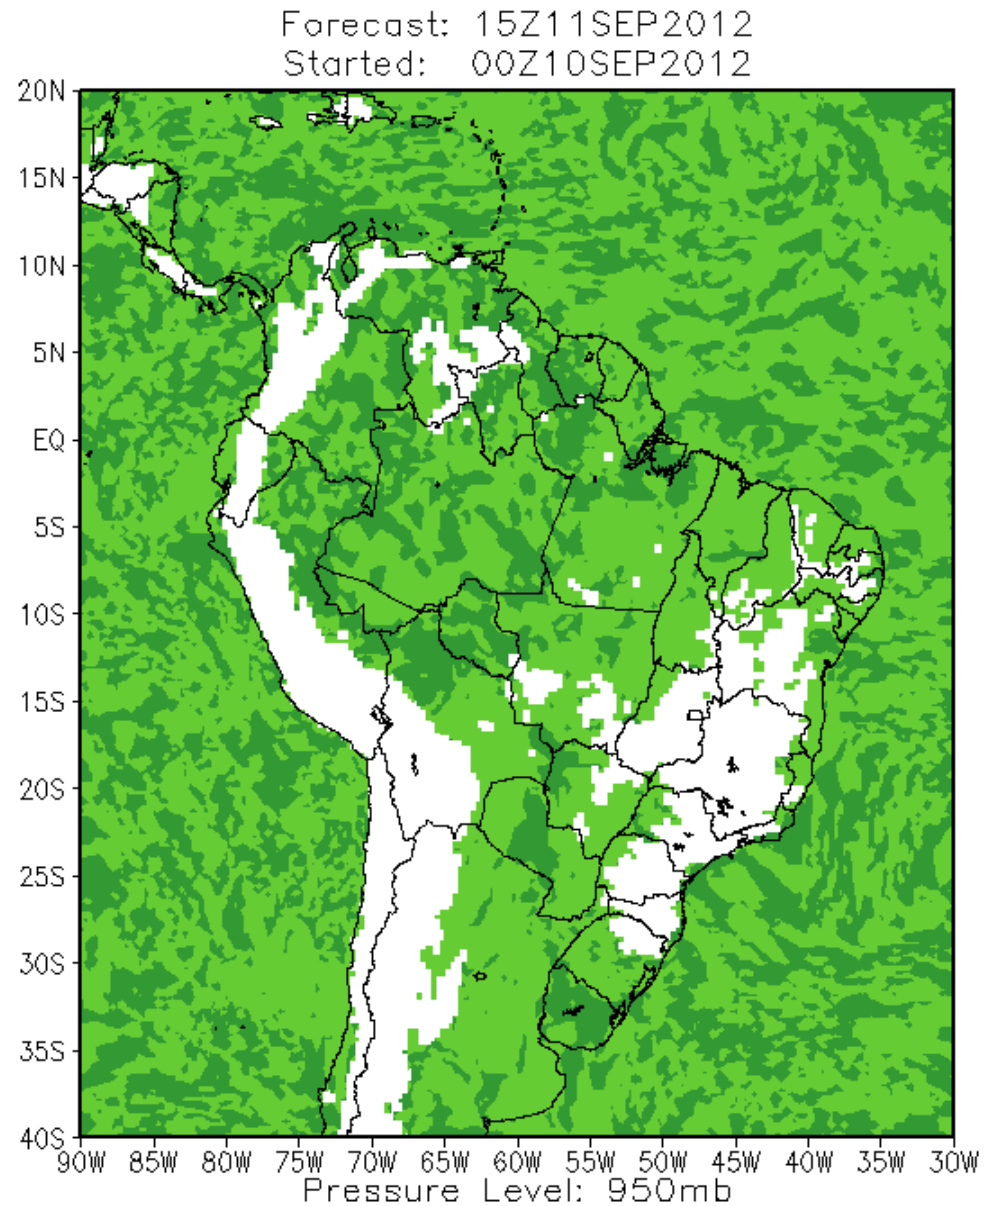 Forecast: 15Z11SEP2012
Started: 00Z10SEP2012
20N
15N
10N
5N
EQ
5S
10S
15S
20S
25S
30S
35S
40S
90W 85W 80W 75W 70W 65W 60W 55W 50W 45W 40W 35W 30W
Pressure Level: 950mb